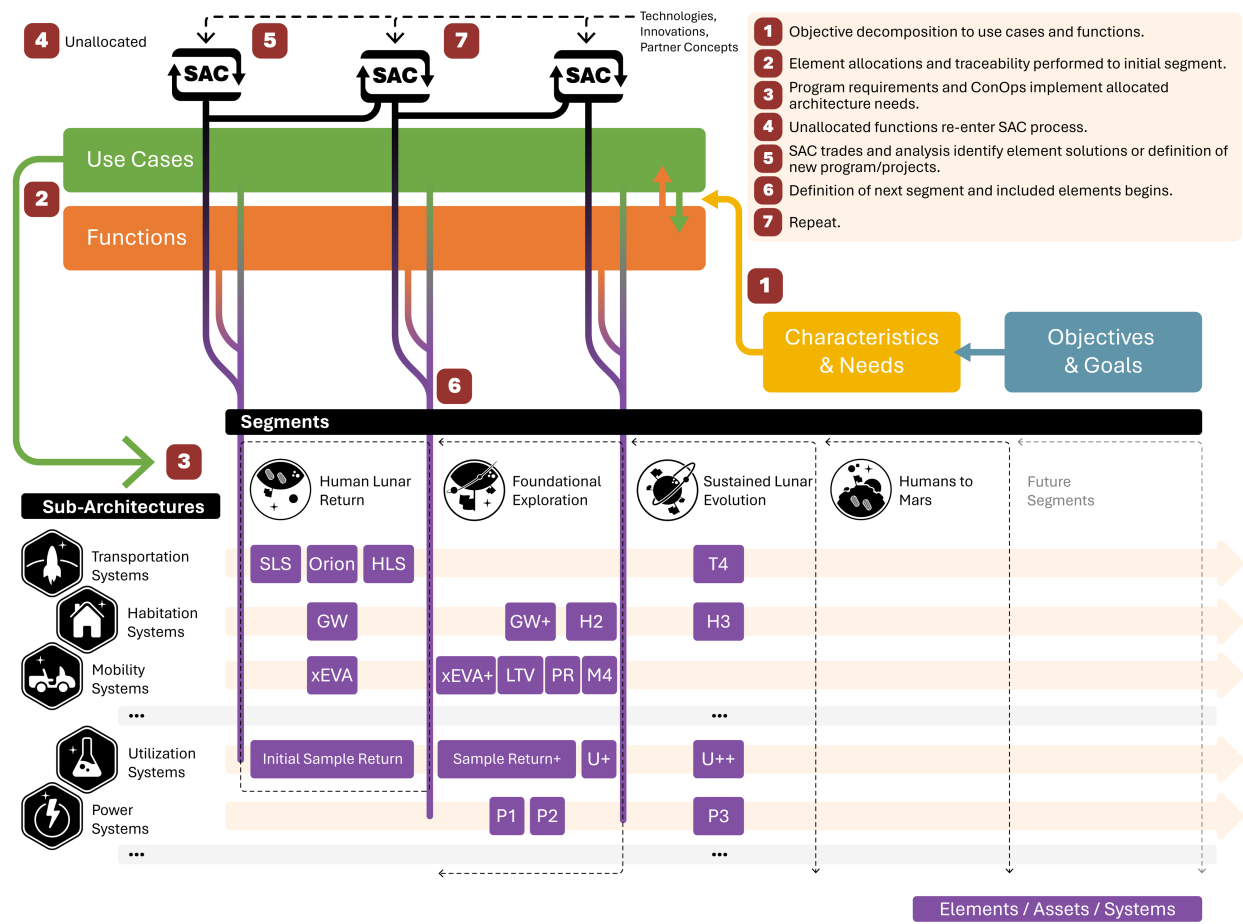 4 Unallocated
5
7
Technologies,
Innovations,
Partner Concepts
SAC
SAC
SAC
1 Objective decomposition to use cases and functions.
2 Element allocations and traceability performed to initial segment.
3 Program requirements and ConOps implement allocated
architecture needs.
4 Unallocated functions re-enter SAC process.
5 SAC trades and analysis identify element solutions or definition of
new program/projects.
6 Definition of next segment and included elements begins.
7 Repeat.
Use Cases
2
Functions
1
Characteristics
& Needs
Objectives
& Goals
6
Segments
3
Human Lunar
Return
Foundational
Exploration
Sustained Lunar
Evolution
Humans to
Mars
Future
Segments
Sub-Architectures
Transportation
Systems
SLS Orion HLS T4
Habitation
Systems
GW GW+ H2 H3
Mobility
Systems
xEVA xEVA+ LTV PR M4
... ...
Utilization
Systems
Initial Sample Return Sample Return+ U+ U++
Power
Systems
P1 P2 P3
... ...
Elements / Assets / Systems